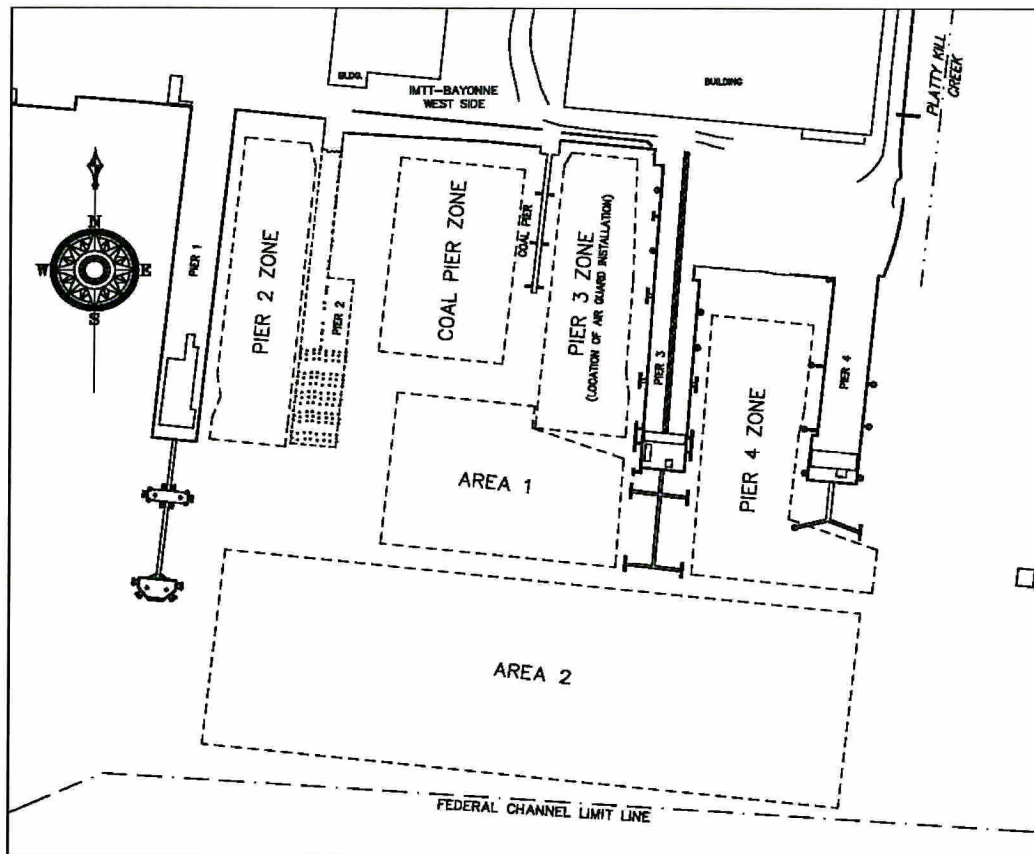 BLDG.
IMTT-BAYONNE
WEST SIDE
BUILDING
PLATTY KILL
CREEK
N
W
E
S
PIER 1
PIER 2 ZONE
PIER 2
COAL PIER ZONE
COAL PIER
PIER 3 ZONE
(LOCATION OF AIR GUARD INSTALLATION)
PIER 3
PIER 4 ZONE
PIER 4
AREA 1
AREA 2
FEDERAL CHANNEL LIMIT LINE